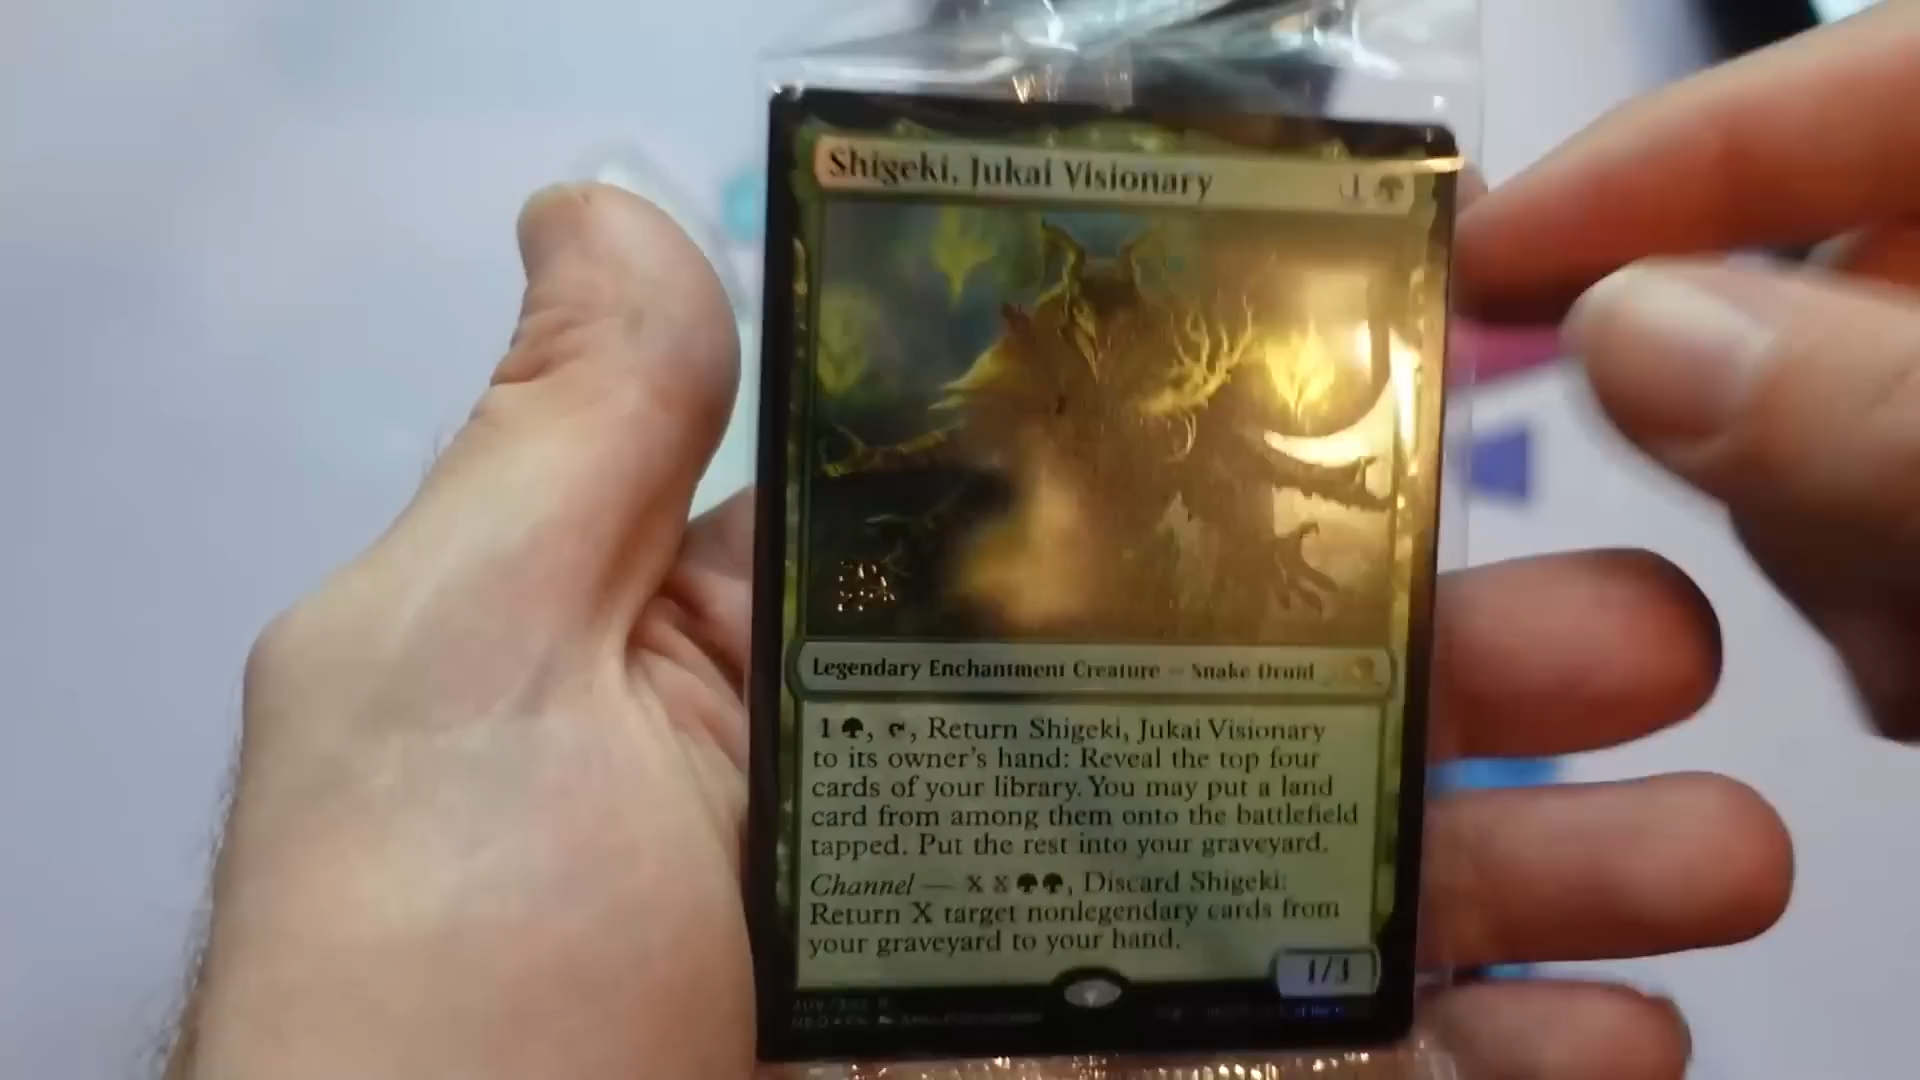 Shigeki, Jukai Visionary 1
Legendary Enchantment Creature — Snake Druid
1 , , Return Shigeki, Jukai Visionary
to its owner's hand: Reveal the top four
cards of your library. You may put a land
card from among them onto the battlefield
tapped. Put the rest into your graveyard.
Channel — X X , Discard Shigeki:
Return X target nonlegendary cards from
your graveyard to your hand.
1/3